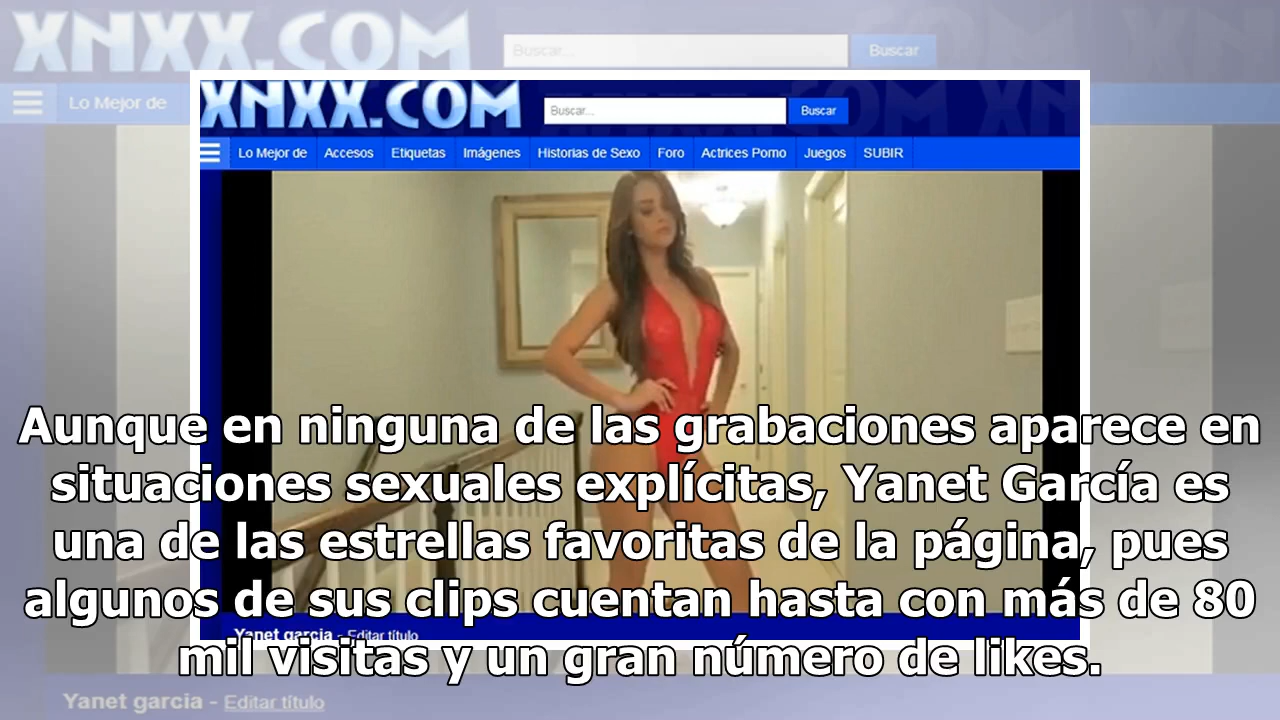 XNXX.COM
Buscar... Buscar
Lo Mejor de
XNXX.COM
Buscar... Buscar
Lo Mejor de Accesos Etiquetas Imágenes Historias de Sexo Foro Actrices Porno Juegos SUBIR
Aunque en ninguna de las grabaciones aparece en
situaciones sexuales explícitas, Yanet García es
una de las estrellas favoritas de la página, pues
algunos de sus clips cuentan hasta con más de 80
mil visitas y un gran número de likes.
Yanet garcia - Editar título
Yanet garcia - Editar título